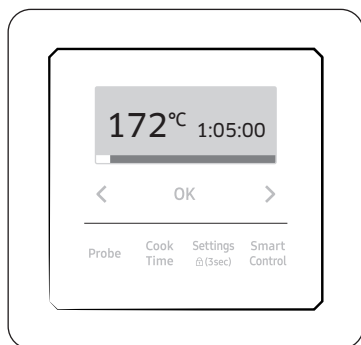 172℃ 1:05:00
< OK >
Probe Cook Time Settings (3sec) Smart Control